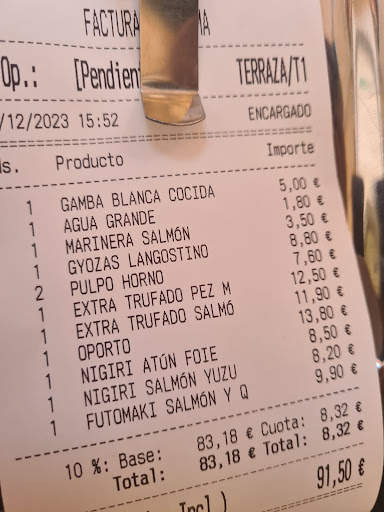 FACTURA
Op.: [Pendien TERRAZA/T1
/12/2023 15:52 ENCARGADO
ds. Producto Importe
1 GAMBA BLANCA COCIDA 5,00 €
1 AGUA GRANDE 1,80 €
1 MARINERA SALMÓN 3,50 €
1 GYOZAS LANGOSTINO 8,80 €
2 PULPO HORNO 7,60 €
1 EXTRA TRUFADO PEZ M 12,50 €
1 EXTRA TRUFADO SALMÓ 11,90 €
1 OPORTO 13,80 €
1 NIGIRI ATÚN FOIE 8,50 €
1 NIGIRI SALMÓN YUZU 8,20 €
1 FUTOMAKI SALMÓN Y Q 9,90 €
10 %: Base: 83,18 € Cuota: 8,32 €
Total: 83,18 € Total: 8,32 €
91,50 €
Incl.)